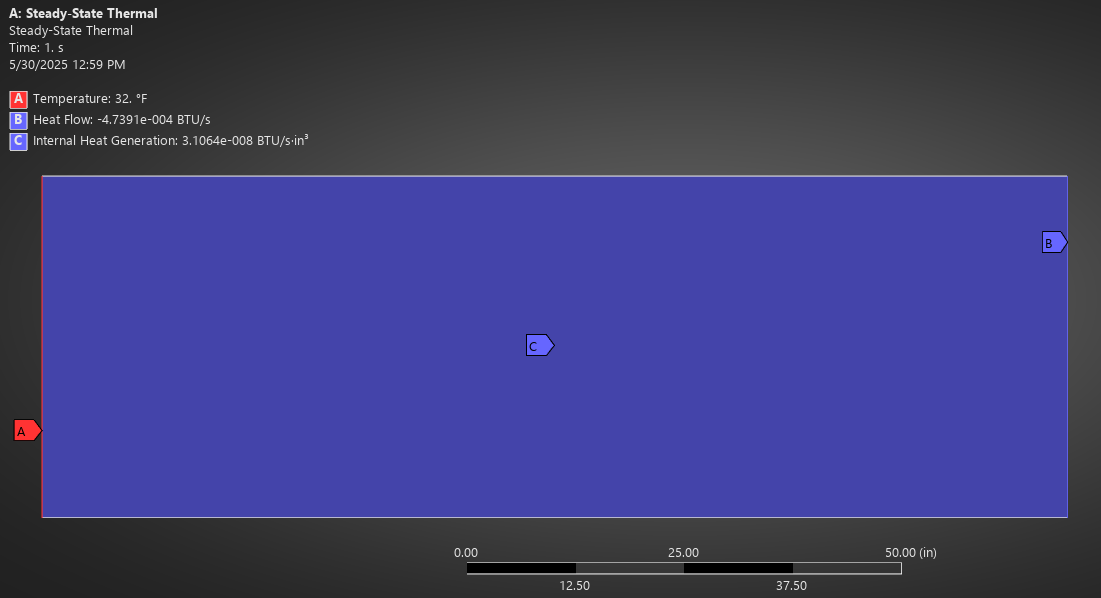 A: Steady-State Thermal
Steady-State Thermal
Time: 1. s
5/30/2025 12:59 PM
A Temperature: 32. °F
B Heat Flow: -4.7391e-004 BTU/s
C Internal Heat Generation: 3.1064e-008 BTU/s·in³
B
C
A
0.00 25.00 50.00 (in)
12.50 37.50